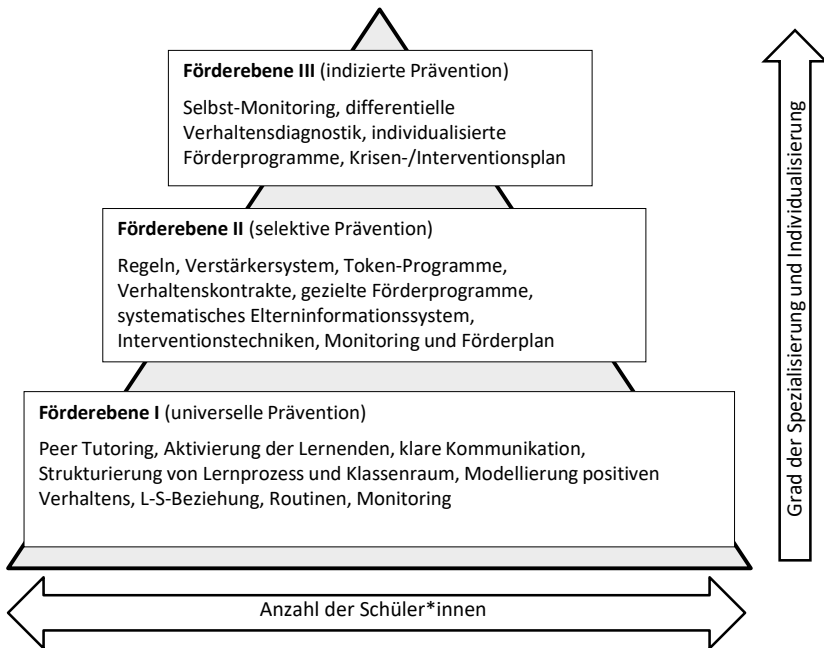 Förderebene III (indizierte Prävention)
Selbst-Monitoring, differentielle
Verhaltensdiagnostik, individualisierte
Förderprogramme, Krisen-/Interventionsplan
Förderebene II (selektive Prävention)
Regeln, Verstärkersystem, Token-Programme,
Verhaltenskontrakte, gezielte Förderprogramme,
systematisches Elterninformationssystem,
Interventionstechniken, Monitoring und Förderplan
Förderebene I (universelle Prävention)
Peer Tutoring, Aktivierung der Lernenden, klare Kommunikation,
Strukturierung von Lernprozess und Klassenraum, Modellierung positiven
Verhaltens, L-S-Beziehung, Routinen, Monitoring
Anzahl der Schüler*innen
Grad der Spezialisierung und Individualisierung